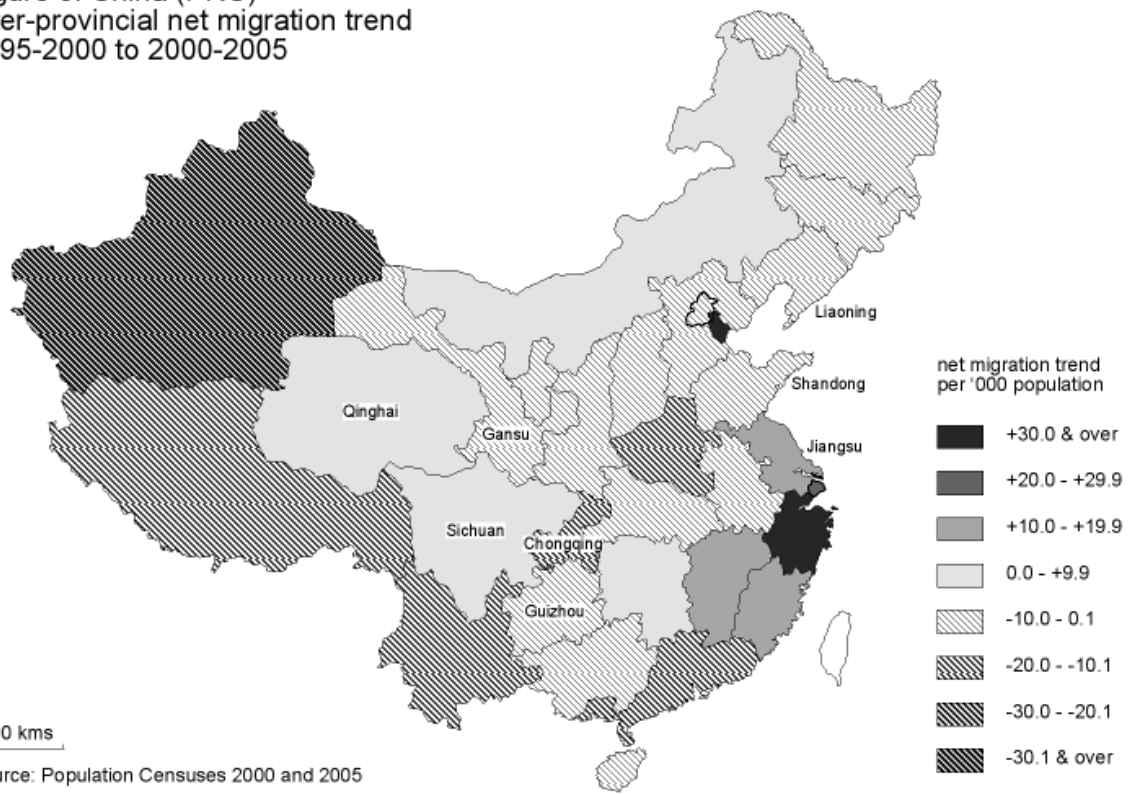 er-provincial net migration trend
95-2000 to 2000-2005
Liaoning
net migration trend
per '000 population
Shandong
Qinghai
+30.0 & over
Gansu
Jiangsu
+20.0 - +29.9
+10.0 - +19.9
Sichuan
Chongqing
0.0 - +9.9
Guizhou
-10.0 - 0.1
-20.0 - -10.1
-30.0 - -20.1
0 kms
-30.1 & over
rce: Population Censuses 2000 and 2005